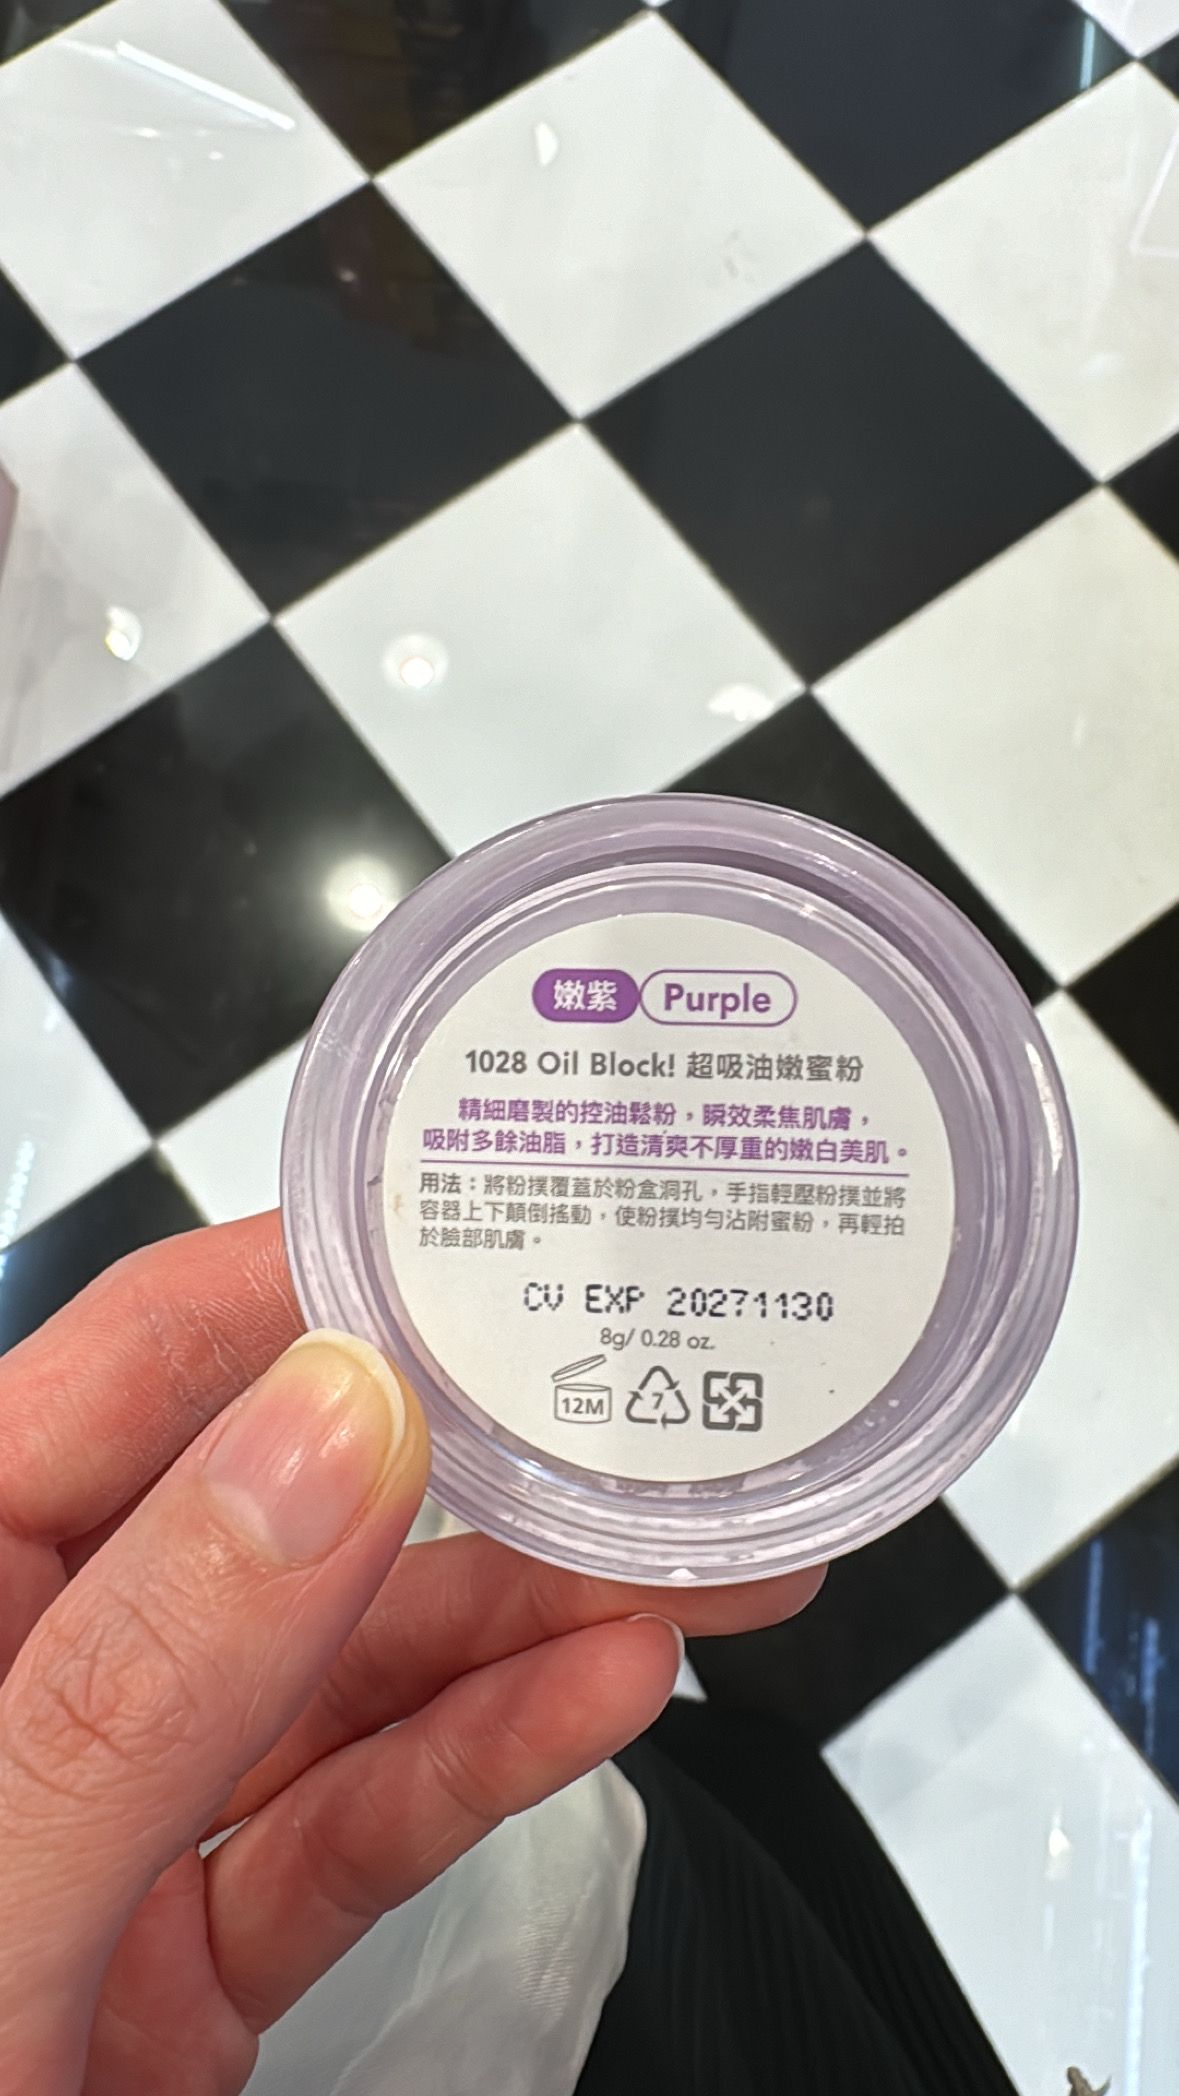 嫩紫 Purple
1028 Oil Block! 超吸油嫩蜜粉
精細磨製的控油鬆粉，瞬效柔焦肌膚，
吸附多餘油脂，打造清爽不厚重的嫩白美肌。
用法：將粉撲覆蓋於粉盒洞孔，手指輕壓粉撲並將
容器上下顛倒搖動，使粉撲均勻沾附蜜粉，再輕拍
於臉部肌膚。
CV EXP 20271130
8g/ 0.28 oz.
12M 7